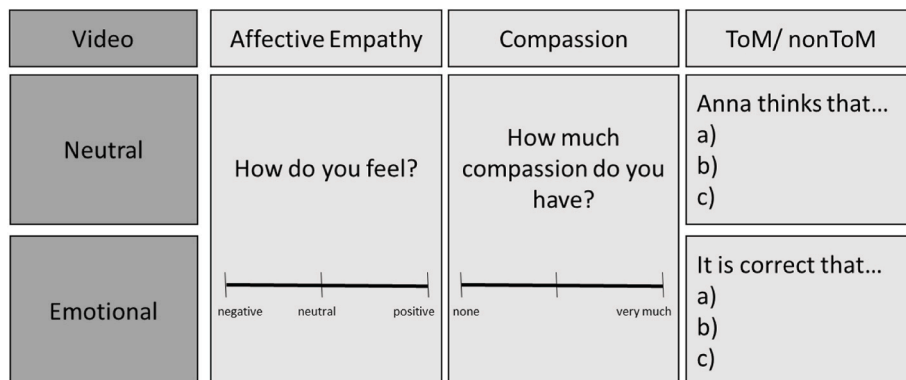 Video
Affective Empathy
Compassion
ToM/ nonToM
Neutral
How do you feel?
negative
neutral
positive
How much
compassion do you
have?
none
very much
Anna thinks that...
a)
b)
c)
Emotional
It is correct that...
a)
b)
c)